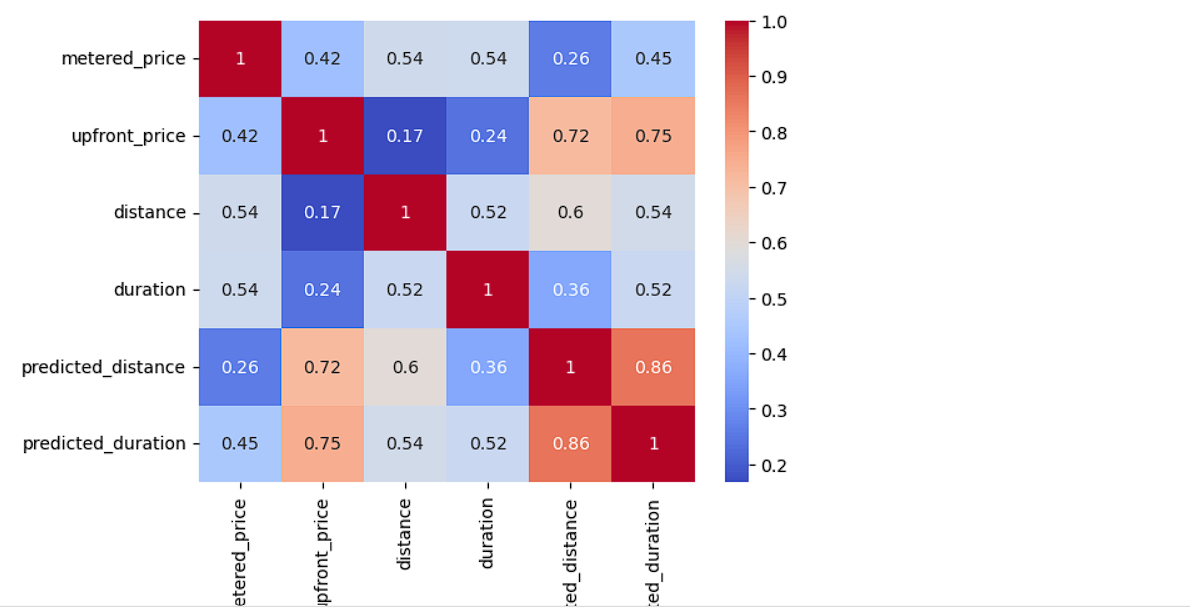 metered_price 1 0.42 0.54 0.54 0.26 0.45
upfront_price 0.42 1 0.17 0.24 0.72 0.75
distance 0.54 0.17 1 0.52 0.6 0.54
duration 0.54 0.24 0.52 1 0.36 0.52
predicted_distance 0.26 0.72 0.6 0.36 1 0.86
predicted_duration 0.45 0.75 0.54 0.52 0.86 1
etered_price
upfront_price
distance
duration
ted_distance
ted_duration
1.0
0.9
0.8
0.7
0.6
0.5
0.4
0.3
0.2